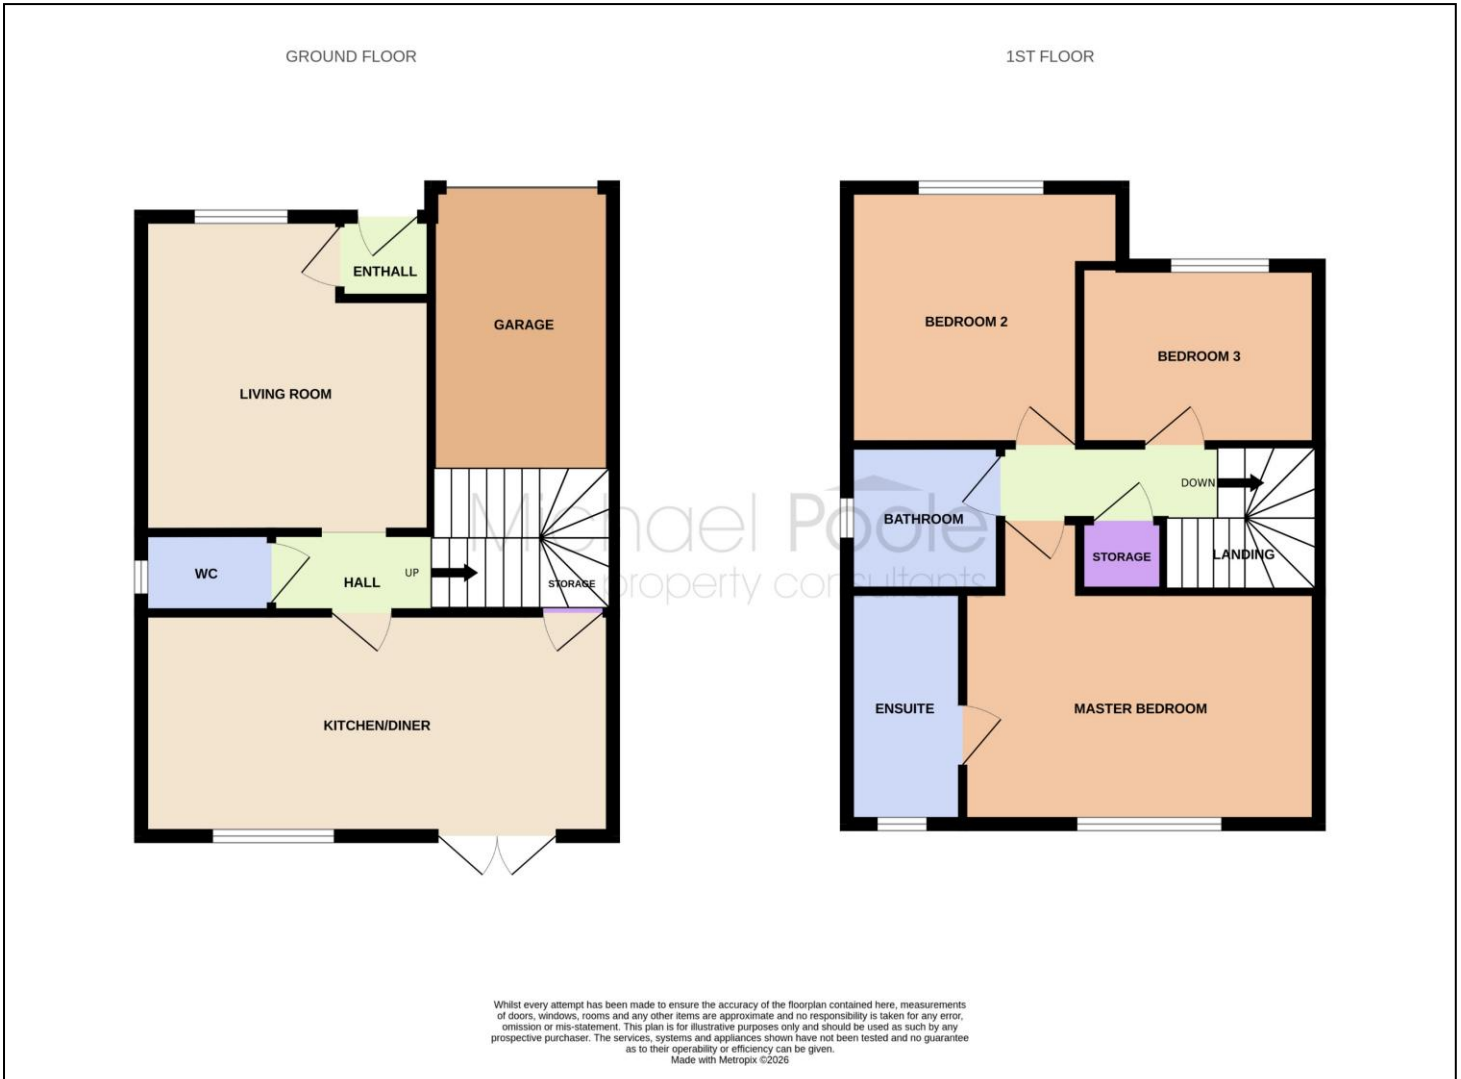 GROUND FLOOR
1ST FLOOR
ENTHALL
GARAGE
LIVING ROOM
WC
HALL
UP
STORAGE
KITCHEN/DINER
BEDROOM 2
BEDROOM 3
DOWN
BATHROOM
STORAGE
LANDING
ENSUITE
MASTER BEDROOM
Michael Poole
property consultants
Whilst every attempt has been made to ensure the accuracy of the floorplan contained here, measurements
of doors, windows, rooms and any other items are approximate and no responsibility is taken for any error,
omission or mis-statement. This plan is for illustrative purposes only and should be used as such by any
prospective purchaser. The services, systems and appliances shown have not been tested and no guarantee
as to their operability or efficiency can be given.
Made with Metropix ©2026